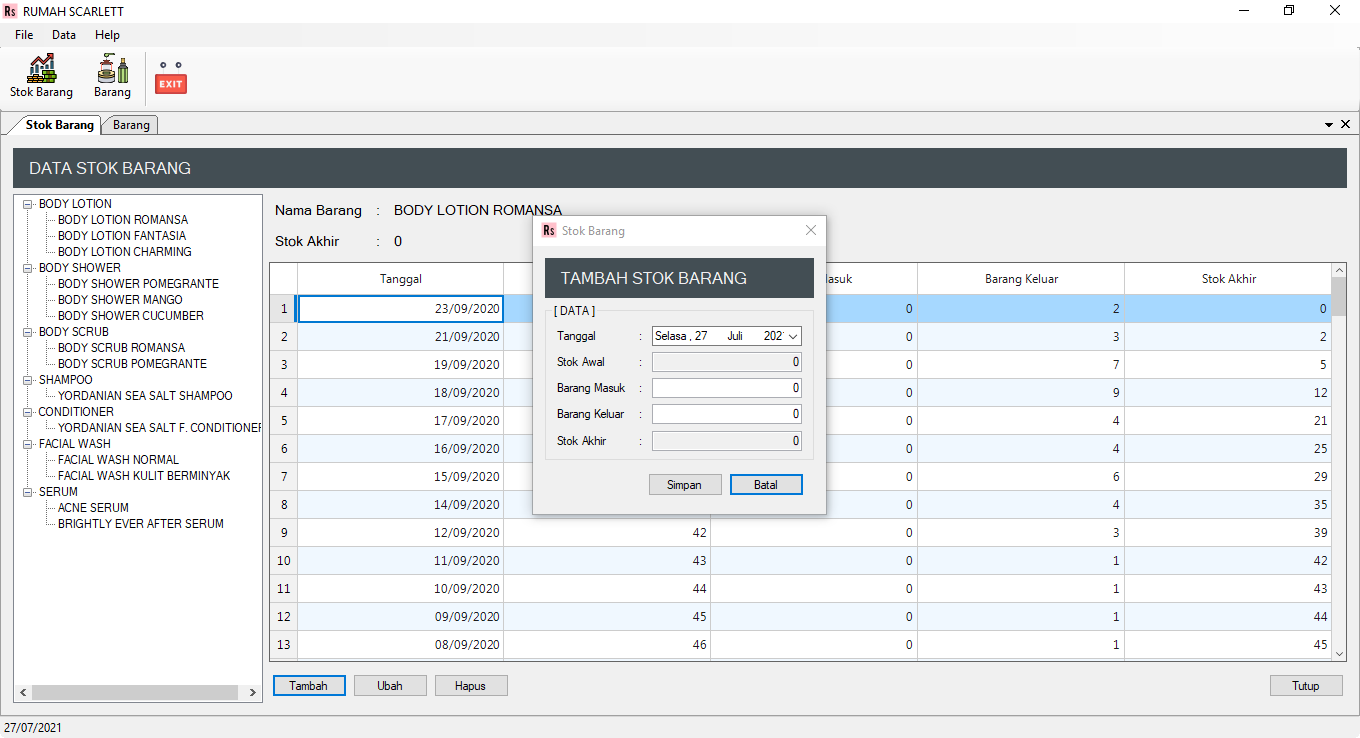 Rs RUMAH SCARLETT
File Data Help
EXIT
Stok Barang Barang
Stok Barang Barang
DATA STOK BARANG
BODY LOTION
BODY LOTION ROMANSA
BODY LOTION FANTASIA
BODY LOTION CHARMING
BODY SHOWER
BODY SHOWER POMEGRANTE
BODY SHOWER MANGO
BODY SHOWER CUCUMBER
BODY SCRUB
BODY SCRUB ROMANSA
BODY SCRUB POMEGRANTE
SHAMPOO
YORDANIAN SEA SALT SHAMPOO
CONDITIONER
YORDANIAN SEA SALT F. CONDITIONER
FACIAL WASH
FACIAL WASH NORMAL
FACIAL WASH KULIT BERMINYAK
SERUM
ACNE SERUM
BRIGHTLY EVER AFTER SERUM
Nama Barang : BODY LOTION ROMANSA
Stok Akhir : 0
Tanggal asuk Barang Keluar Stok Akhir
1 23/09/2020 0 2 0
2 21/09/2020 0 3 2
3 19/09/2020 0 7 5
4 18/09/2020 0 9 12
5 17/09/2020 0 4 21
6 16/09/2020 0 4 25
7 15/09/2020 0 6 29
8 14/09/2020 0 4 35
9 12/09/2020 42 0 3 39
10 11/09/2020 43 0 1 42
11 10/09/2020 44 0 1 43
12 09/09/2020 45 0 1 44
13 08/09/2020 46 0 1 45
Rs Stok Barang
TAMBAH STOK BARANG
[ DATA ]
Tanggal : Selasa , 27 Juli 202
Stok Awal : 0
Barang Masuk : 0
Barang Keluar : 0
Stok Akhir : 0
Simpan Batal
Tambah Ubah Hapus Tutup
27/07/2021